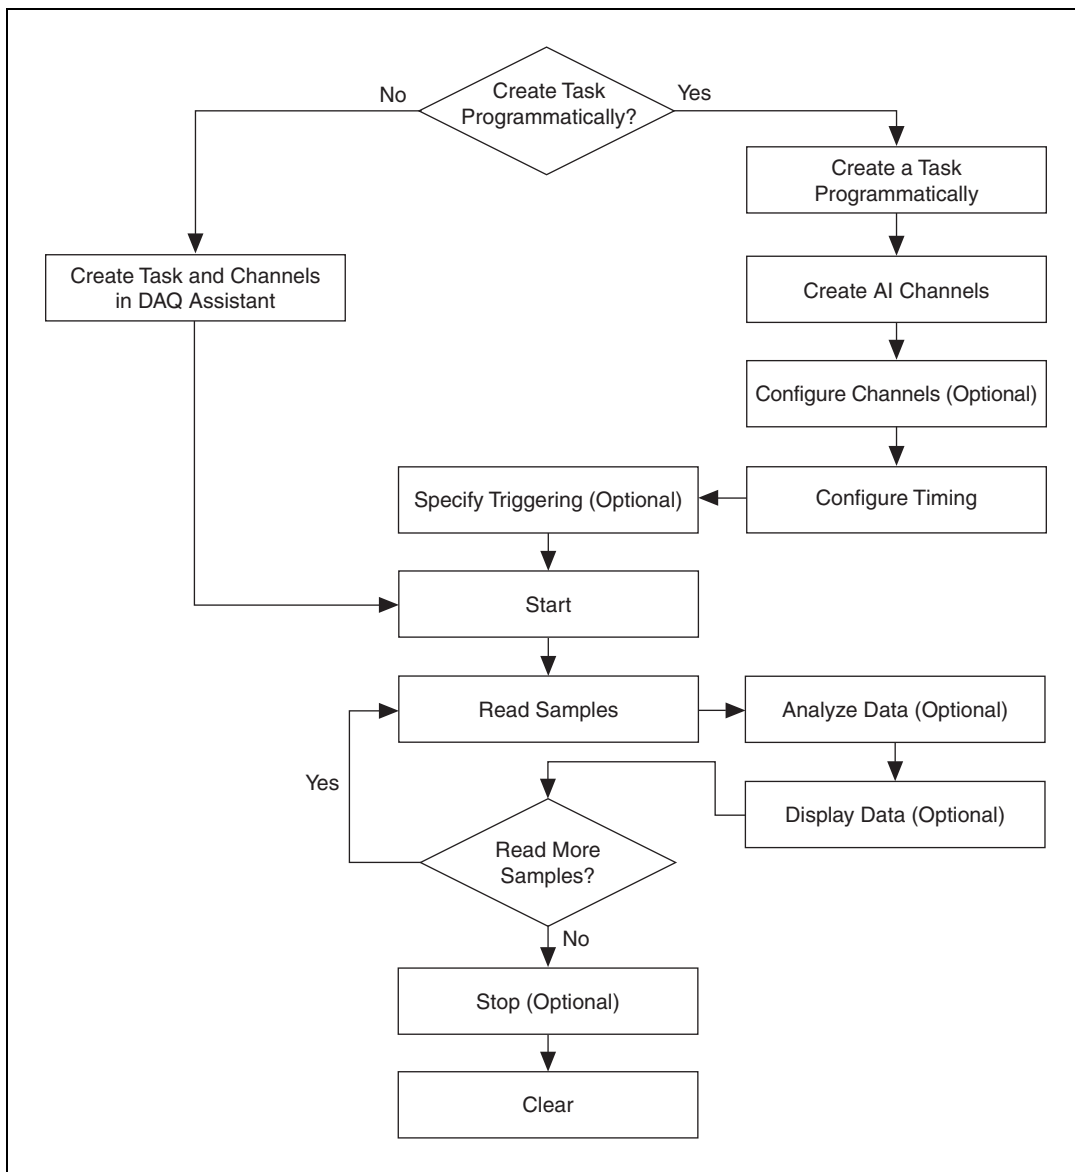 Create Task
Programmatically?
No
Yes
Create a Task
Programmatically
Create Task and Channels
in DAQ Assistant
Create AI Channels
Configure Channels (Optional)
Configure Timing
Specify Triggering (Optional)
Start
Read Samples
Analyze Data (Optional)
Display Data (Optional)
Yes
Read More
Samples?
No
Stop (Optional)
Clear